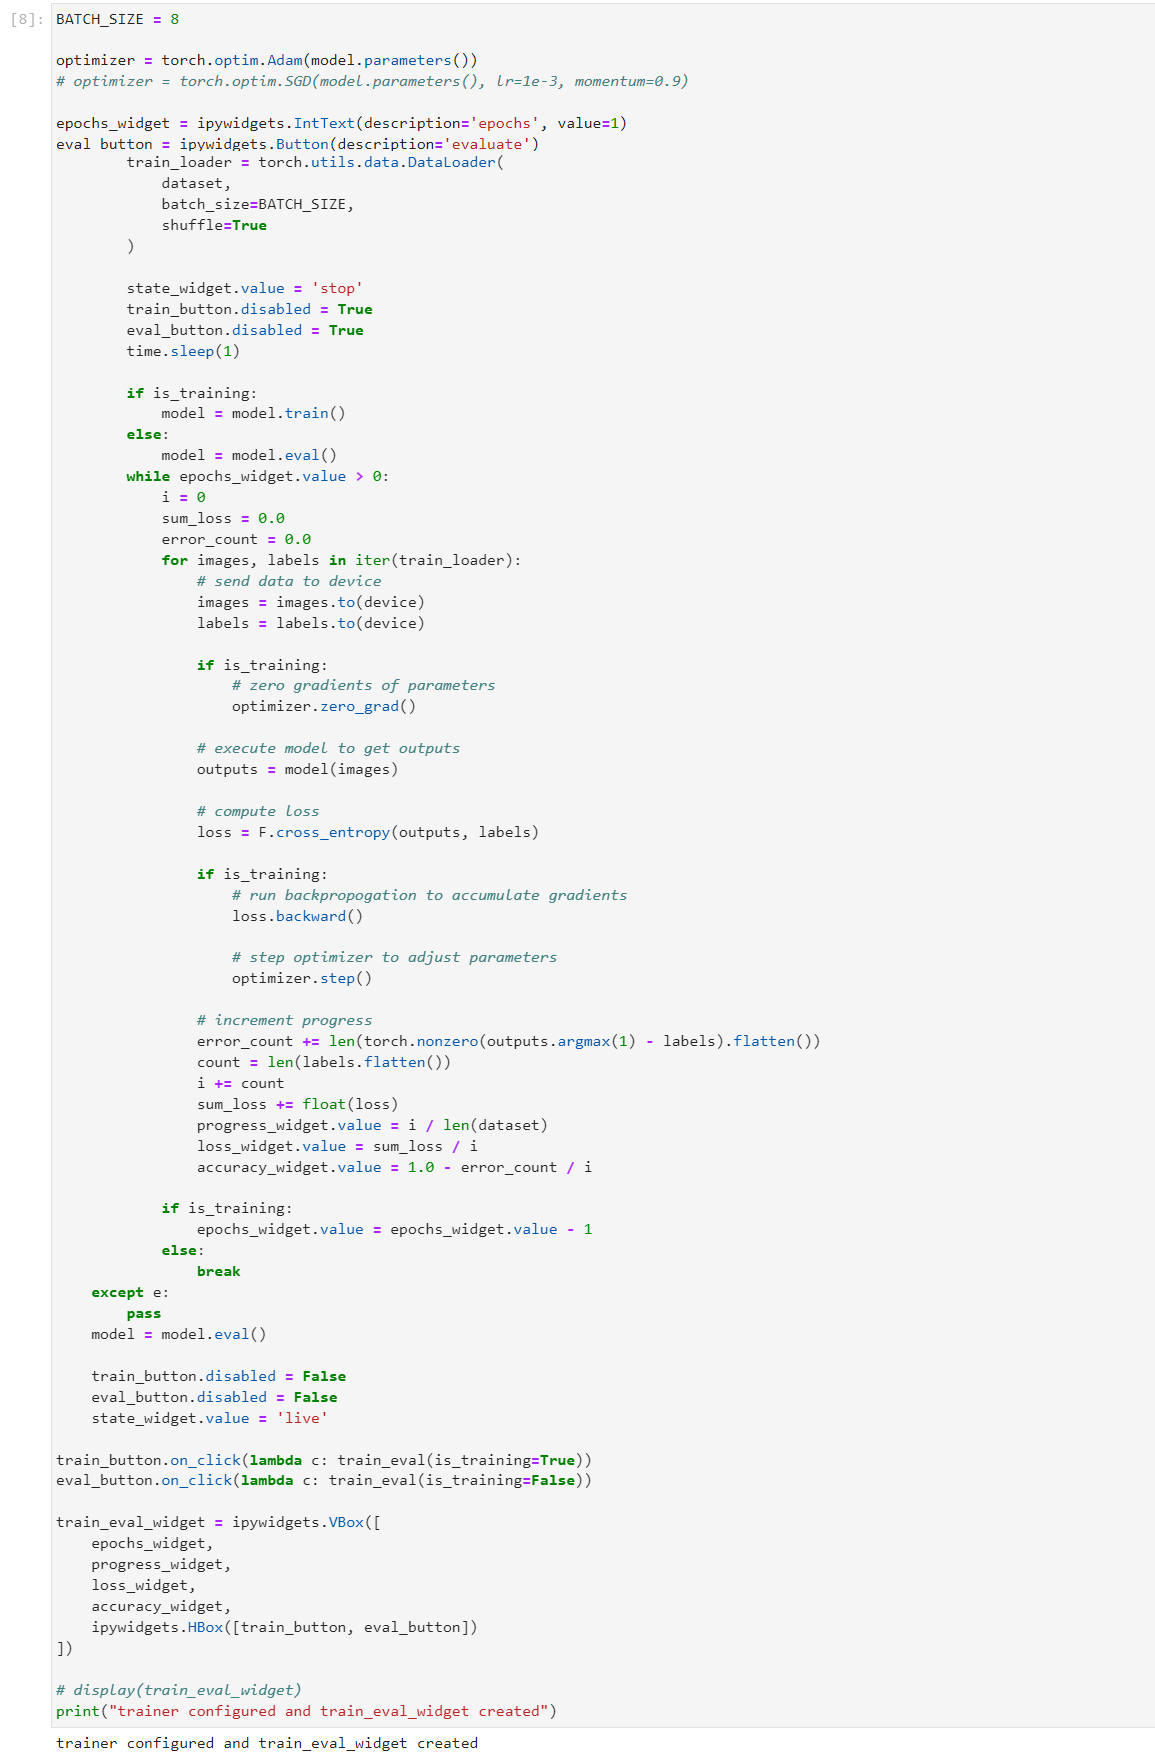 [8]: BATCH_SIZE = 8
optimizer = torch.optim.Adam(model.parameters())
# optimizer = torch.optim.SGD(model.parameters(), lr=1e-3, momentum=0.9)
epochs_widget = ipywidgets.IntText(description='epochs', value=1)
eval_button = ipywidgets.Button(description='evaluate')
train_loader = torch.utils.data.DataLoader(
dataset,
batch_size=BATCH_SIZE,
shuffle=True
)
state_widget.value = 'stop'
train_button.disabled = True
eval_button.disabled = True
time.sleep(1)
if is_training:
model = model.train()
else:
model = model.eval()
while epochs_widget.value > 0:
i = 0
sum_loss = 0.0
error_count = 0.0
for images, labels in iter(train_loader):
# send data to device
images = images.to(device)
labels = labels.to(device)
if is_training:
# zero gradients of parameters
optimizer.zero_grad()
# execute model to get outputs
outputs = model(images)
# compute loss
loss = F.cross_entropy(outputs, labels)
if is_training:
# run backpropogation to accumulate gradients
loss.backward()
# step optimizer to adjust parameters
optimizer.step()
# increment progress
error_count += len(torch.nonzero(outputs.argmax(1) - labels).flatten())
count = len(labels.flatten())
i += count
sum_loss += float(loss)
progress_widget.value = i / len(dataset)
loss_widget.value = sum_loss / i
accuracy_widget.value = 1.0 - error_count / i
if is_training:
epochs_widget.value = epochs_widget.value - 1
else:
break
except e:
pass
model = model.eval()
train_button.disabled = False
eval_button.disabled = False
state_widget.value = 'live'
train_button.on_click(lambda c: train_eval(is_training=True))
eval_button.on_click(lambda c: train_eval(is_training=False))
train_eval_widget = ipywidgets.VBox([
epochs_widget,
progress_widget,
loss_widget,
accuracy_widget,
ipywidgets.HBox([train_button, eval_button])
])
# display(train_eval_widget)
print("trainer configured and train_eval_widget created")
trainer configured and train_eval_widget created